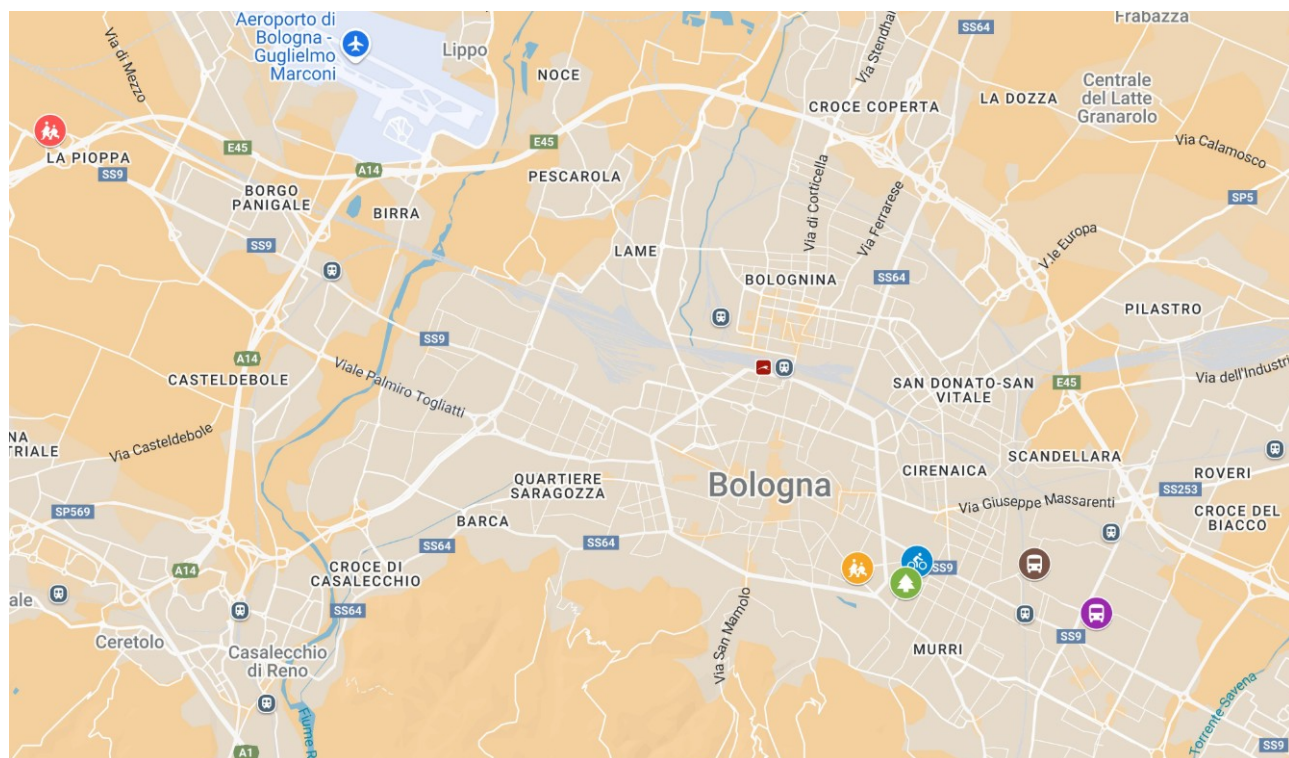 Aeroporto di
Bologna -
Guglielmo
Marconi
Lippo
NOCE
Via Stendhal
SS64
Frabazza
Via di Mezzo
CROCE COPERTA
LA DOZZA
Centrale
del Latte
Granarolo
Via Calamosco
LA PIOPPA
SS9
E45
A14
E45
BORGO
PANIGALE
BIRRA
PESCAROLA
Via di Corticella
Via Ferrarese
SP5
SS9
LAME
V.le Europa
BOLOGNINA
SS64
PILASTRO
SS9
A14
CASTELDEBOLE
Viale Palmiro Togliatti
SAN DONATO-SAN
VITALE
E45
Via dell'Industri
NA
TRIALE
Via Casteldebole
QUARTIERE
SARAGOZZA
Bologna
CIRENAICA
SCANDELLARA
ROVERI
SS253
Via Giuseppe Massarenti
CROCE DEL
BIACCO
SP569
BARCA
SS64
SS64
A14
CROCE DI
CASALECCHIO
SS9
ale
SS64
Ceretolo
Casalecchio
di Reno
Via San Mamolo
MURRI
SS9
Fiume R
Torrente Savena
A1
SS9